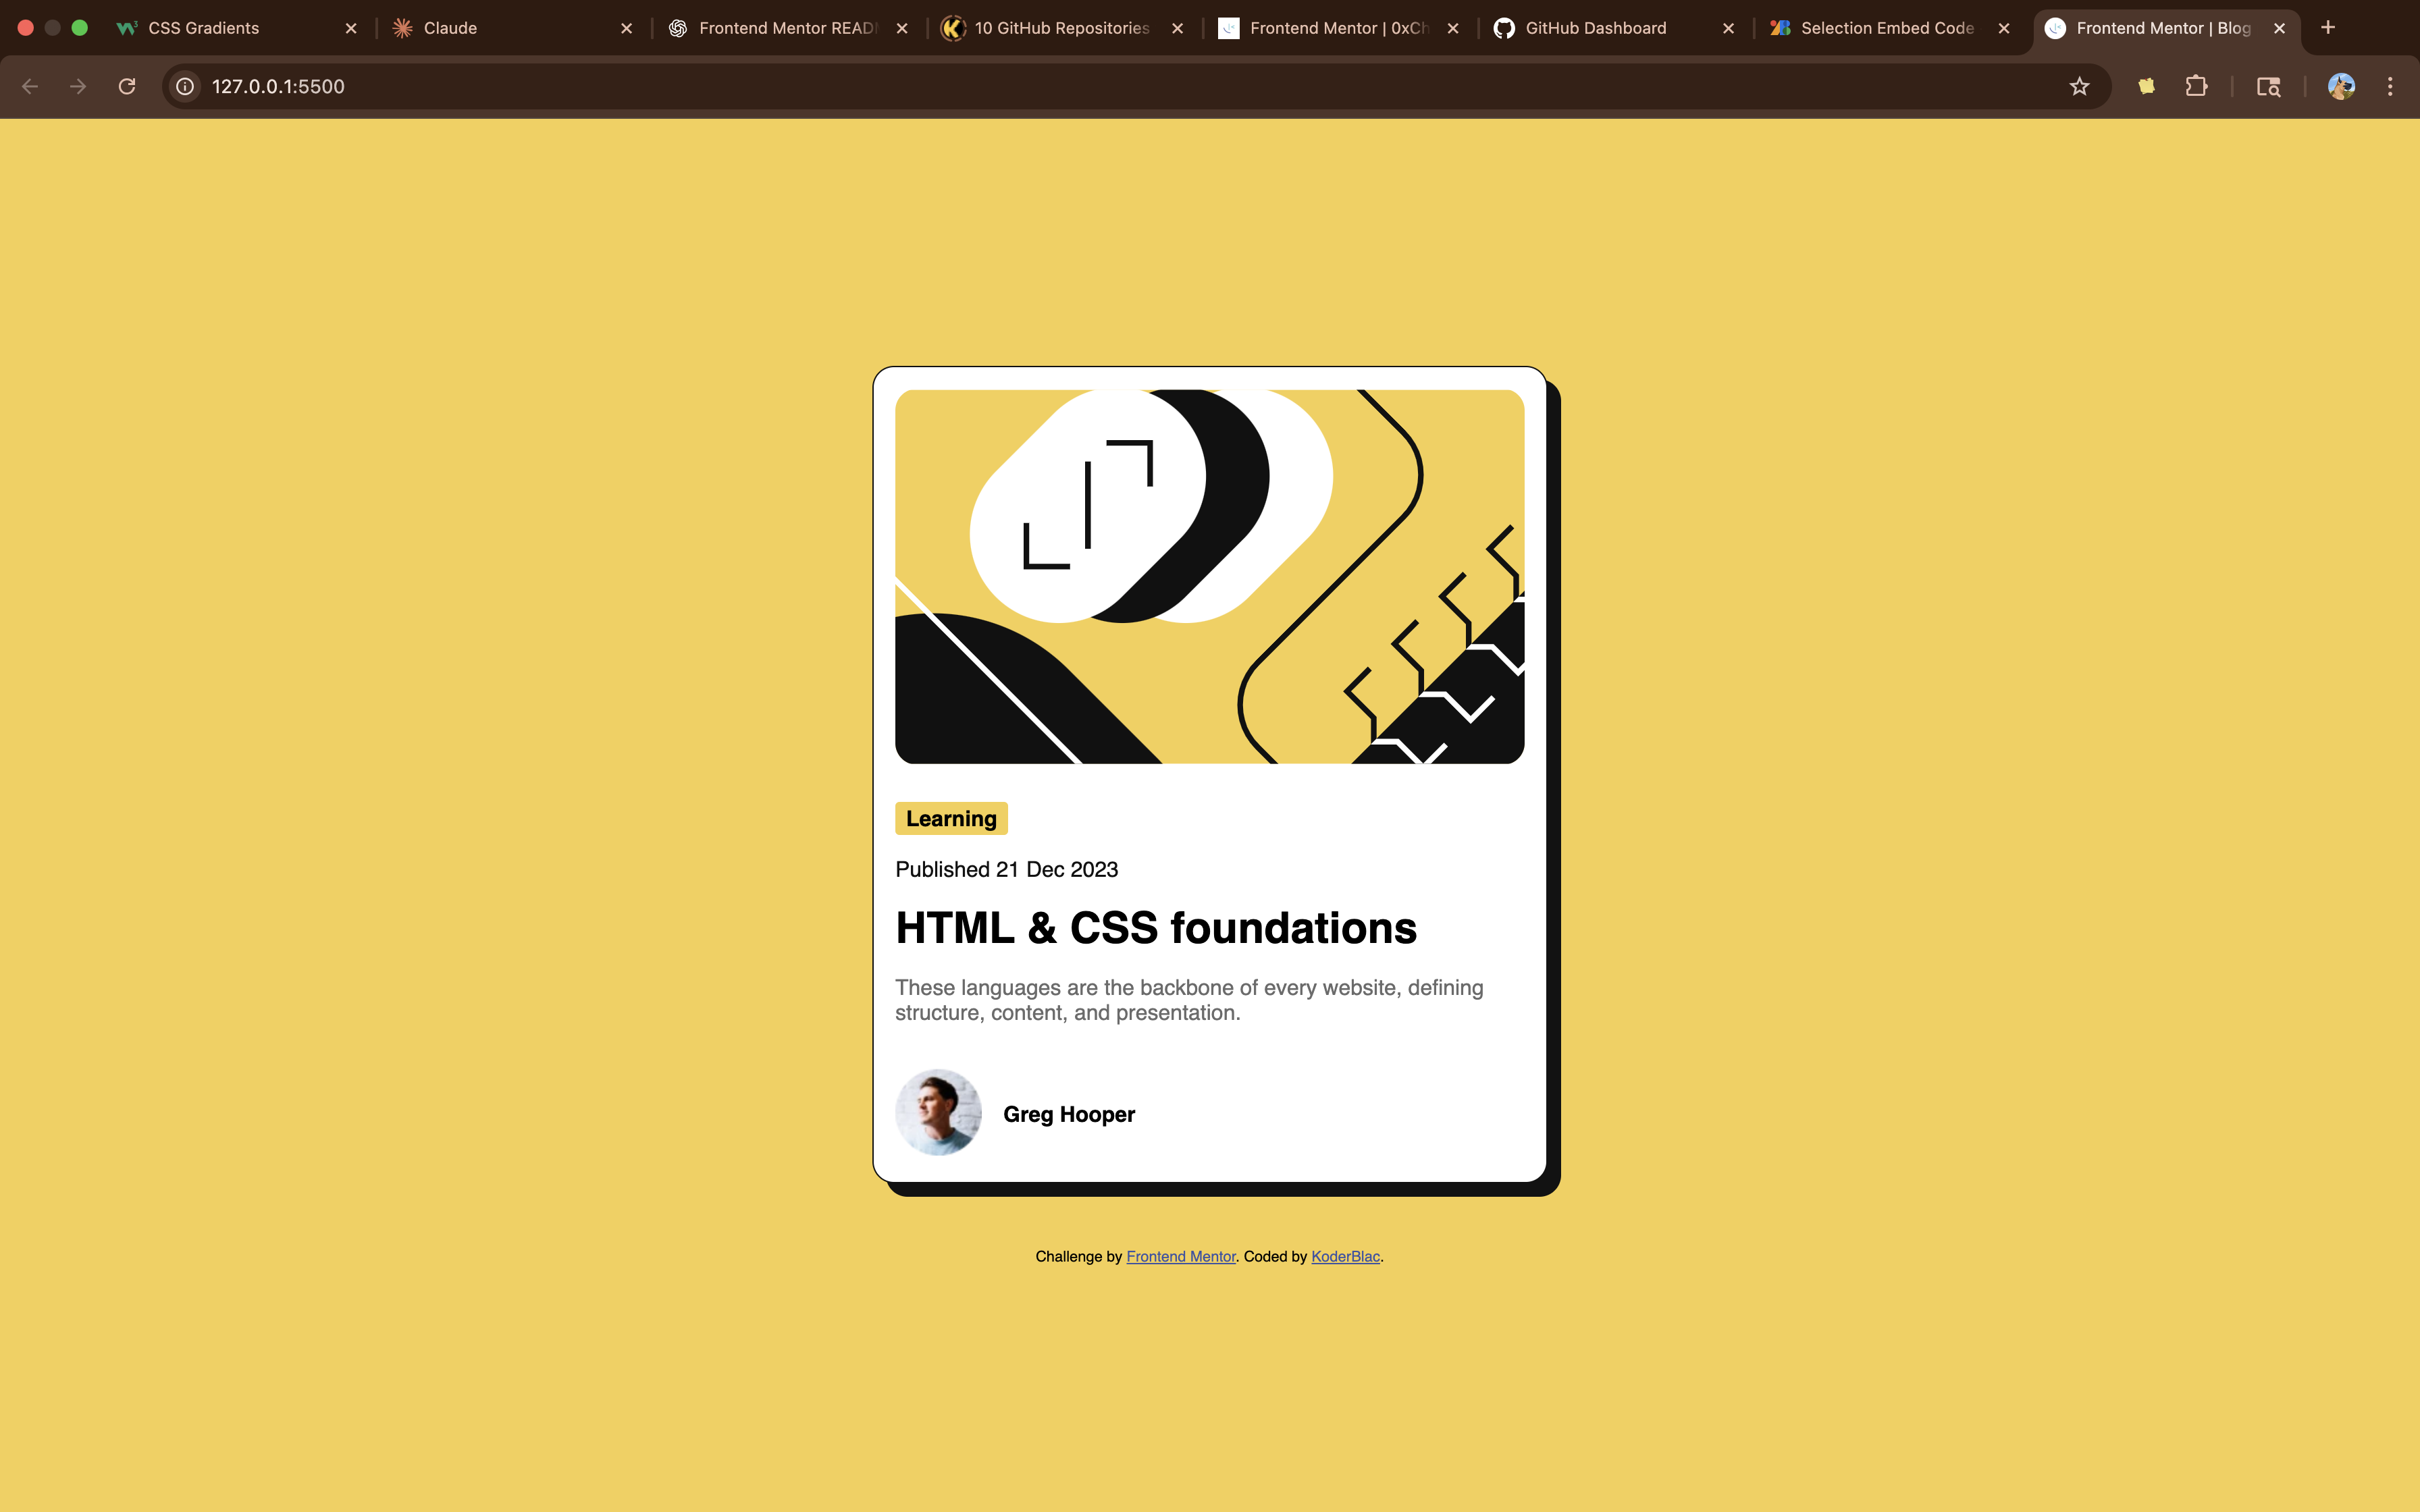 CSS Gradients
Claude
Frontend Mentor READ
10 GitHub Repositories
Frontend Mentor | 0xCh
GitHub Dashboard
Selection Embed Code
Frontend Mentor | Blog
127.0.0.1:5500
Learning
Published 21 Dec 2023
HTML & CSS foundations
These languages are the backbone of every website, defining
structure, content, and presentation.
Greg Hooper
Challenge by Frontend Mentor. Coded by KoderBlac.